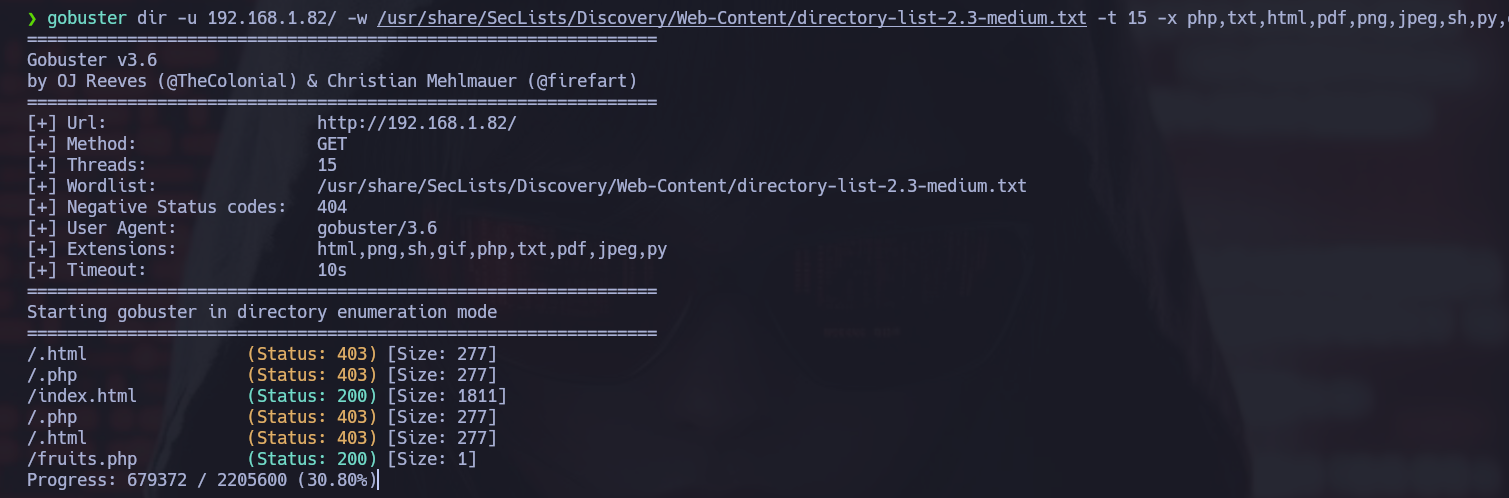 ❯ gobuster dir -u 192.168.1.82/ -w /usr/share/SecLists/Discovery/Web-Content/directory-list-2.3-medium.txt -t 15 -x php,txt,html,pdf,png,jpeg,sh,py,
===============================================================
Gobuster v3.6
by OJ Reeves (@TheColonial) & Christian Mehlmauer (@firefart)
===============================================================
[+] Url:                     http://192.168.1.82/
[+] Method:                  GET
[+] Threads:                 15
[+] Wordlist:                /usr/share/SecLists/Discovery/Web-Content/directory-list-2.3-medium.txt
[+] Negative Status codes:   404
[+] User Agent:              gobuster/3.6
[+] Extensions:              html,png,sh,gif,php,txt,pdf,jpeg,py
[+] Timeout:                 10s
===============================================================
Starting gobuster in directory enumeration mode
===============================================================
/.html                (Status: 403) [Size: 277]
/.php                 (Status: 403) [Size: 277]
/index.html           (Status: 200) [Size: 1811]
/.php                 (Status: 403) [Size: 277]
/.html                (Status: 403) [Size: 277]
/fruits.php           (Status: 200) [Size: 1]
Progress: 679372 / 2205600 (30.80%)